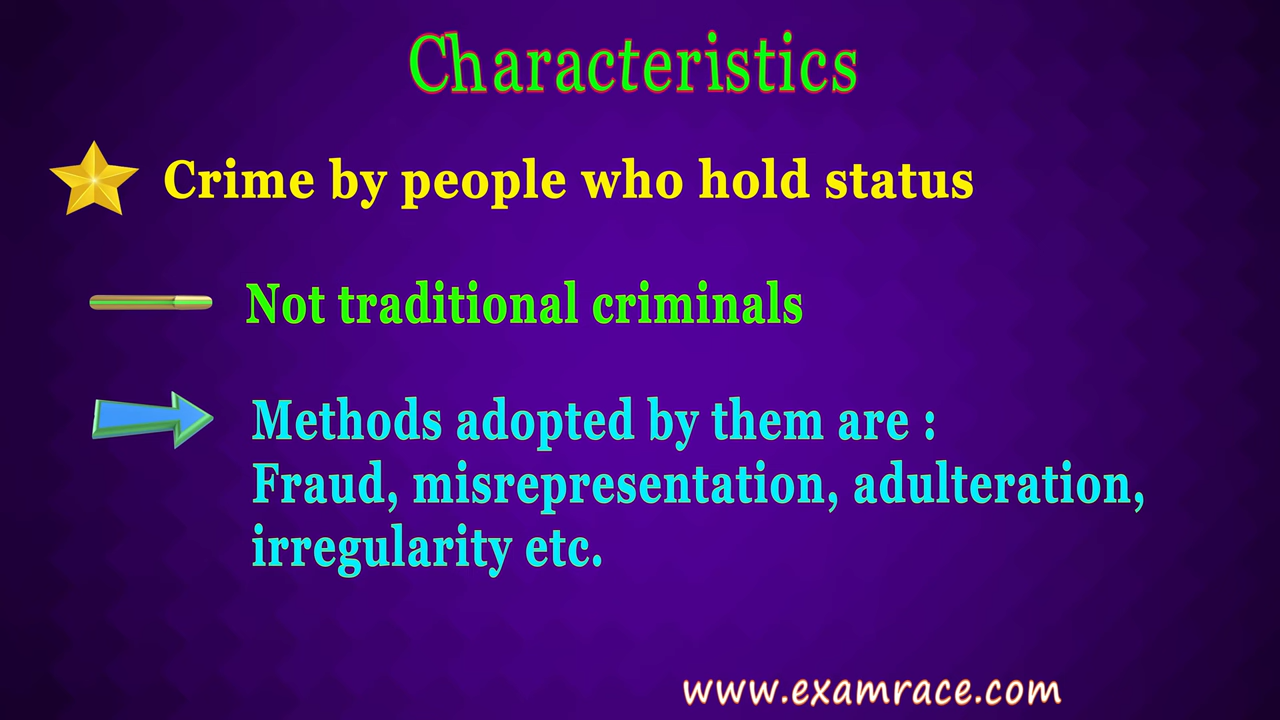 Characteristics
Crime by people who hold status
Not traditional criminals
Methods adopted by them are :
Fraud, misrepresentation, adulteration,
irregularity etc.
www.examrace.com